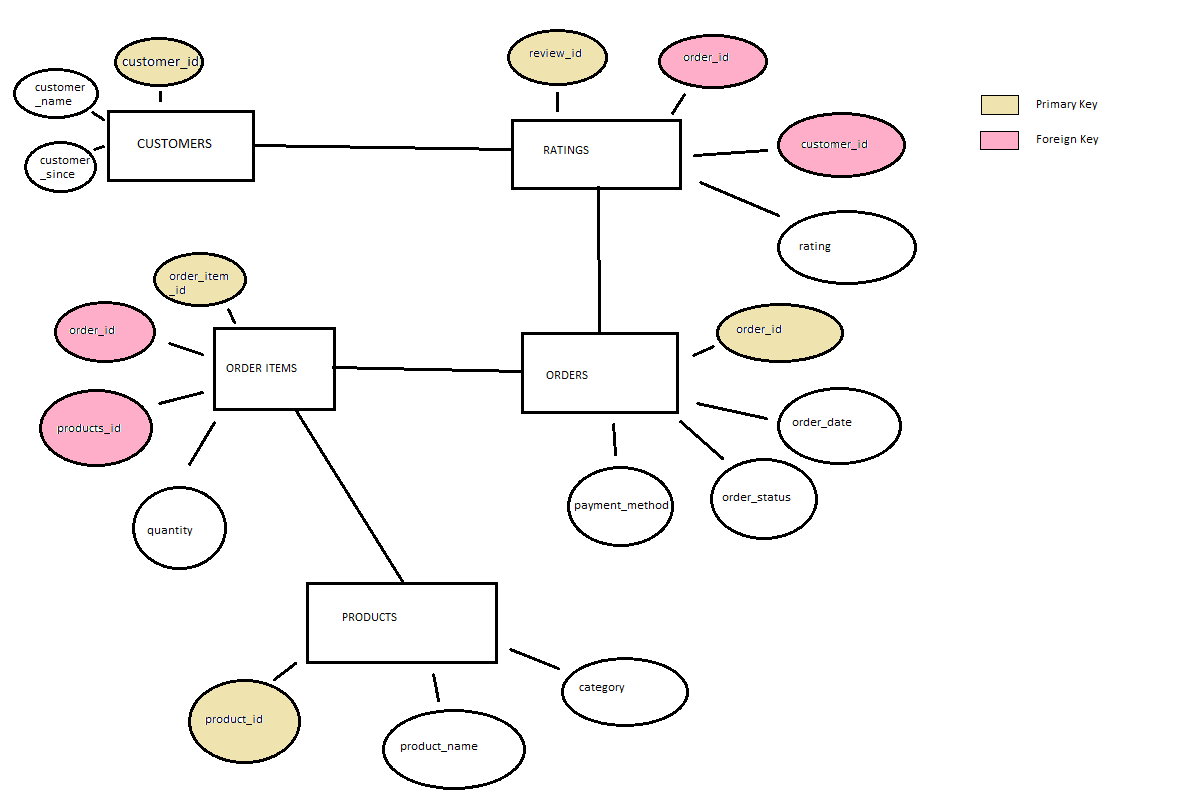 customer_id
customer
_name
customer
_since
CUSTOMERS
review_id
order_id
RATINGS
customer_id
rating
Primary Key
Foreign Key
order_item
_id
order_id
products_id
quantity
ORDER ITEMS
ORDERS
order_id
order_date
order_status
payment_method
PRODUCTS
product_id
product_name
category